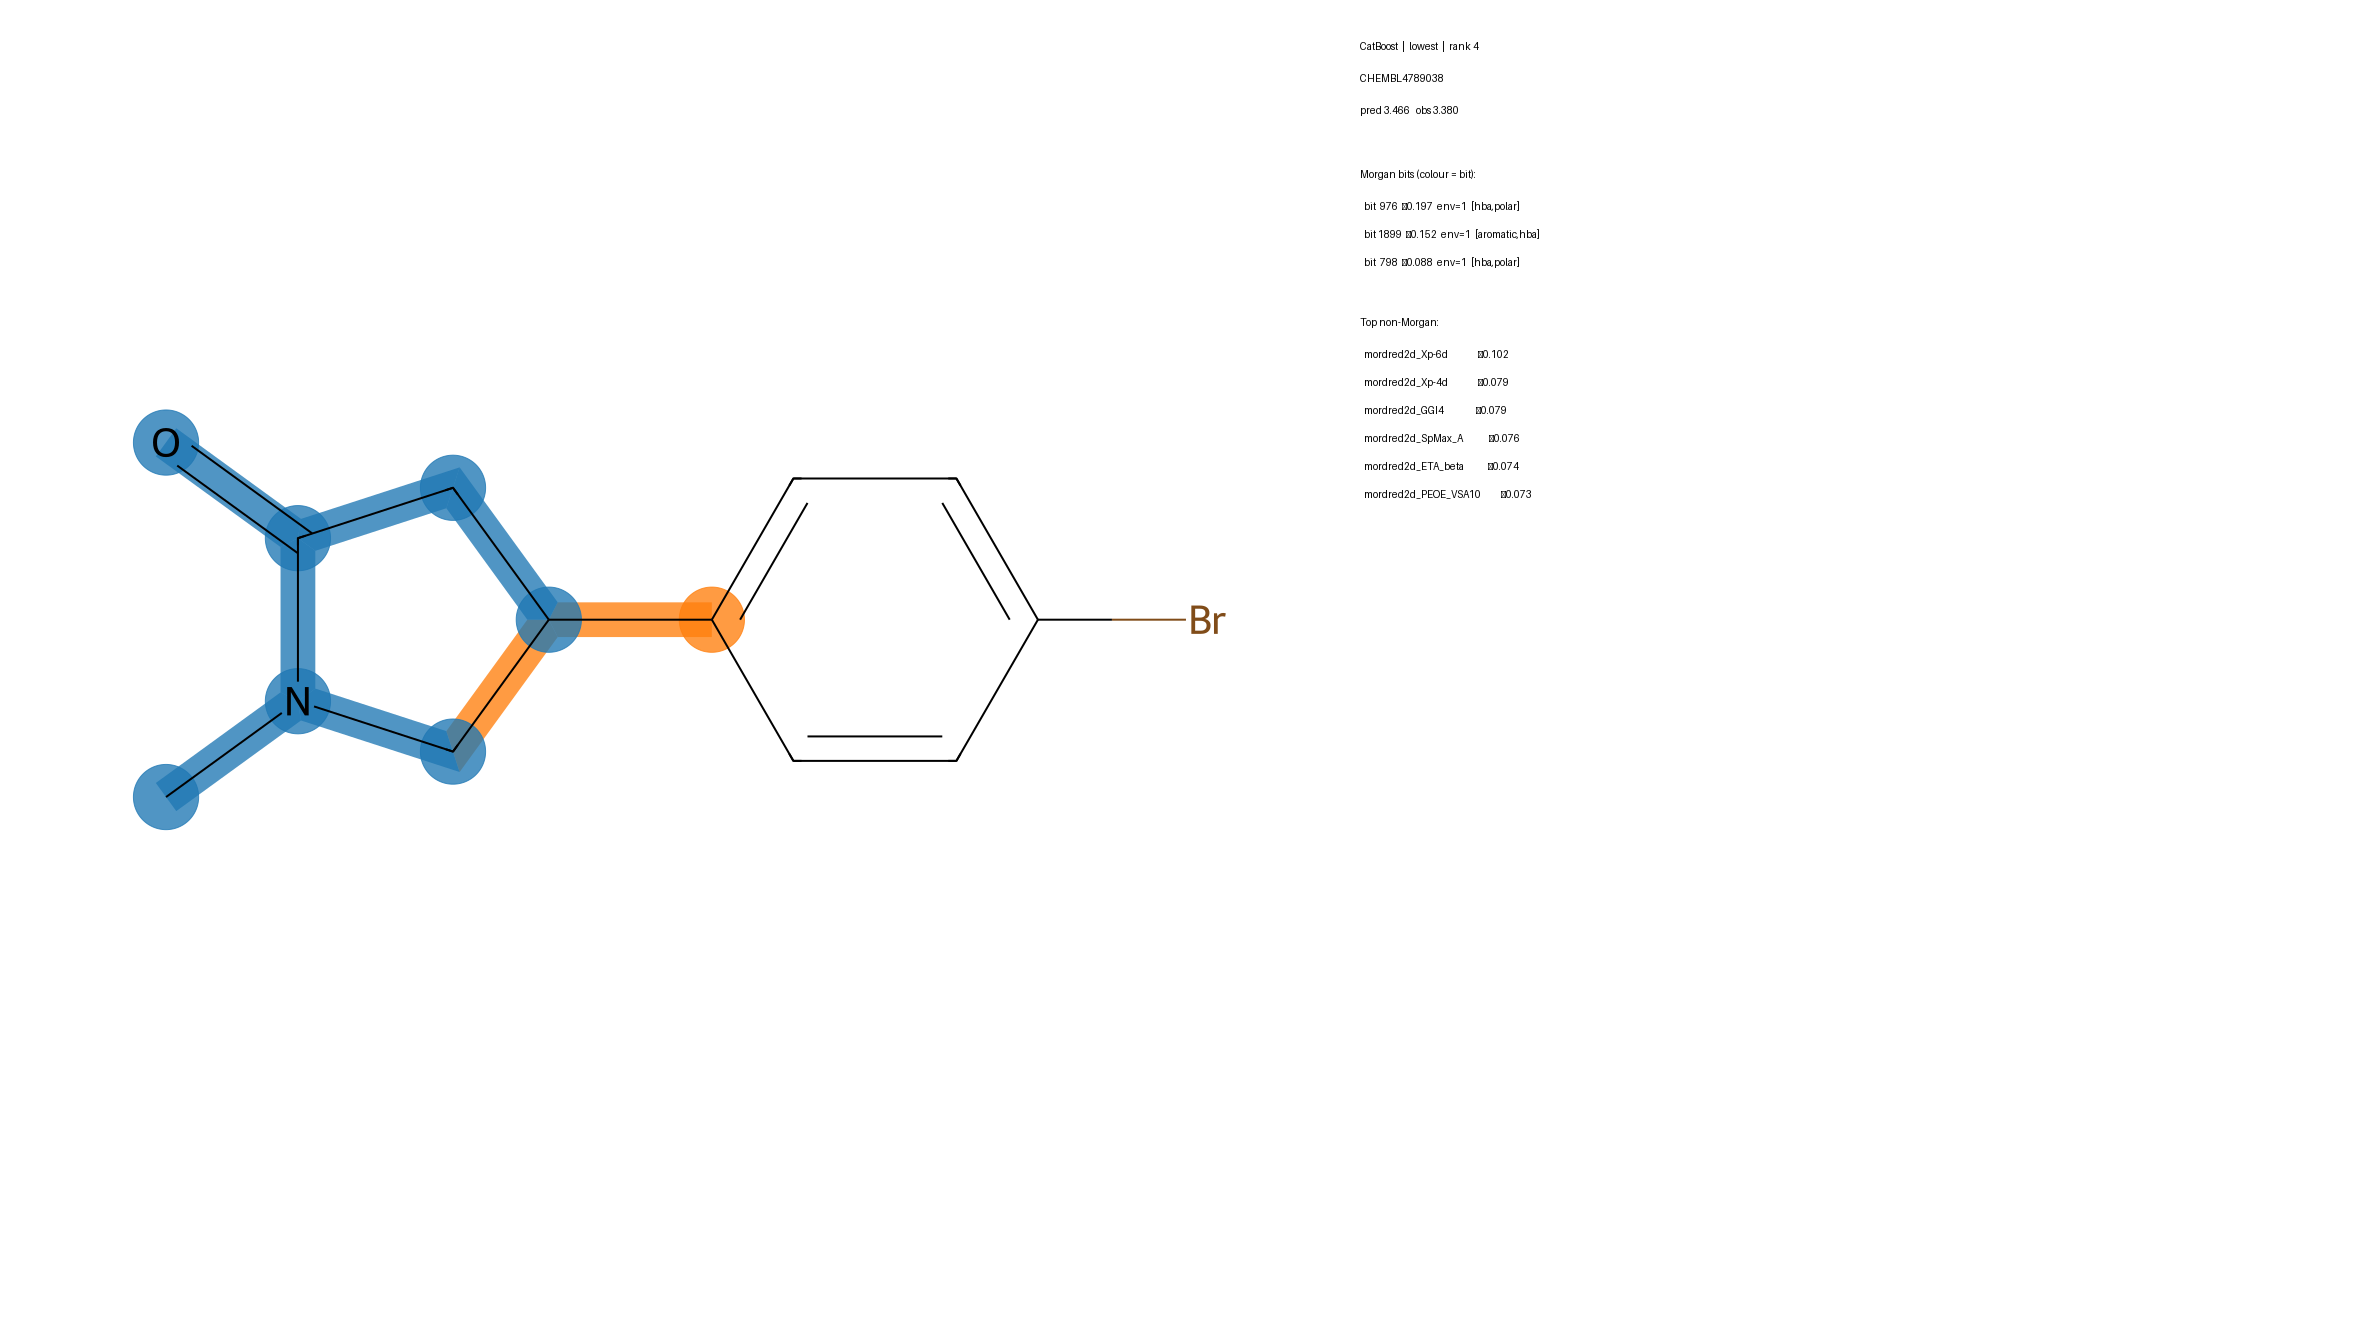 CatBoost | lowest | rank 4
CHEMBL4789038
pred 3.466 obs 3.380
Morgan bits (colour = bit):
bit 976 ▯0.197 env=1 [hba,polar]
bit 1899 ▯0.152 env=1 [aromatic,hba]
bit 798 ▯0.088 env=1 [hba,polar]
Top non-Morgan:
mordred2d_Xp-6d ▯0.102
mordred2d_Xp-4d ▯0.079
mordred2d_GGI4 ▯0.079
mordred2d_SpMax_A ▯0.076
mordred2d_ETA_beta ▯0.074
mordred2d_PEOE_VSA10 ▯0.073
O
Br
N